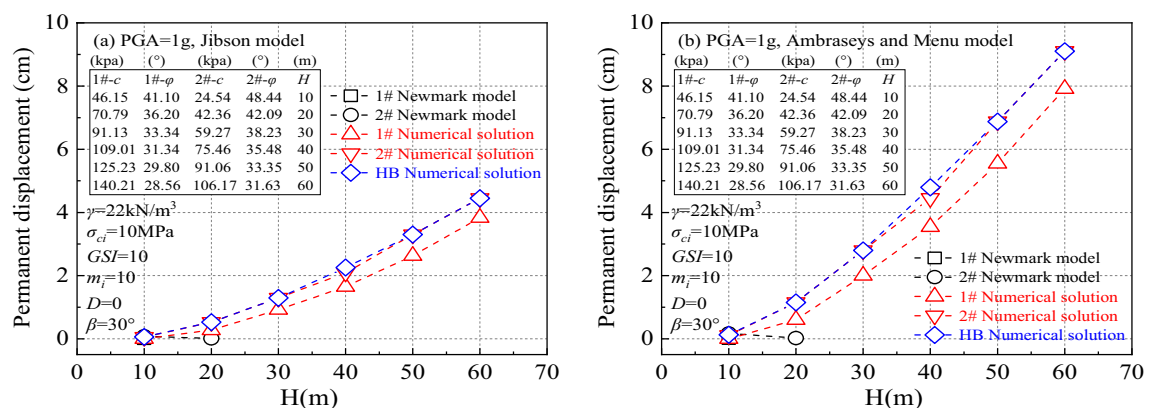 (a) PGA=1g, Jibson model
(kpa) (°) (kpa) (°) (m)
1#-c 1#-φ 2#-c 2#-φ H
46.15 41.10 24.54 48.44 10
70.79 36.20 42.36 42.09 20
91.13 33.34 59.27 38.23 30
109.01 31.34 75.46 35.48 40
125.23 29.80 91.06 33.35 50
140.21 28.56 106.17 31.63 60
γ=22kN/m³
σci=10MPa
GSI=10
mi=10
D=0
β=30°
1# Newmark model
2# Newmark model
1# Numerical solution
2# Numerical solution
HB Numerical solution
Permanent displacement (cm)
10
8
6
4
2
0
0 10 20 30 40 50 60 70
H(m)
(b) PGA=1g, Ambraseys and Menu model
(kpa) (°) (kpa) (°) (m)
1#-c 1#-φ 2#-c 2#-φ H
46.15 41.10 24.54 48.44 10
70.79 36.20 42.36 42.09 20
91.13 33.34 59.27 38.23 30
109.01 31.34 75.46 35.48 40
125.23 29.80 91.06 33.35 50
140.21 28.56 106.17 31.63 60
γ=22kN/m³
σci=10MPa
GSI=10
mi=10
D=0
β=30°
1# Newmark model
2# Newmark model
1# Numerical solution
2# Numerical solution
HB Numerical solution
Permanent displacement (cm)
10
8
6
4
2
0
0 10 20 30 40 50 60 70
H(m)